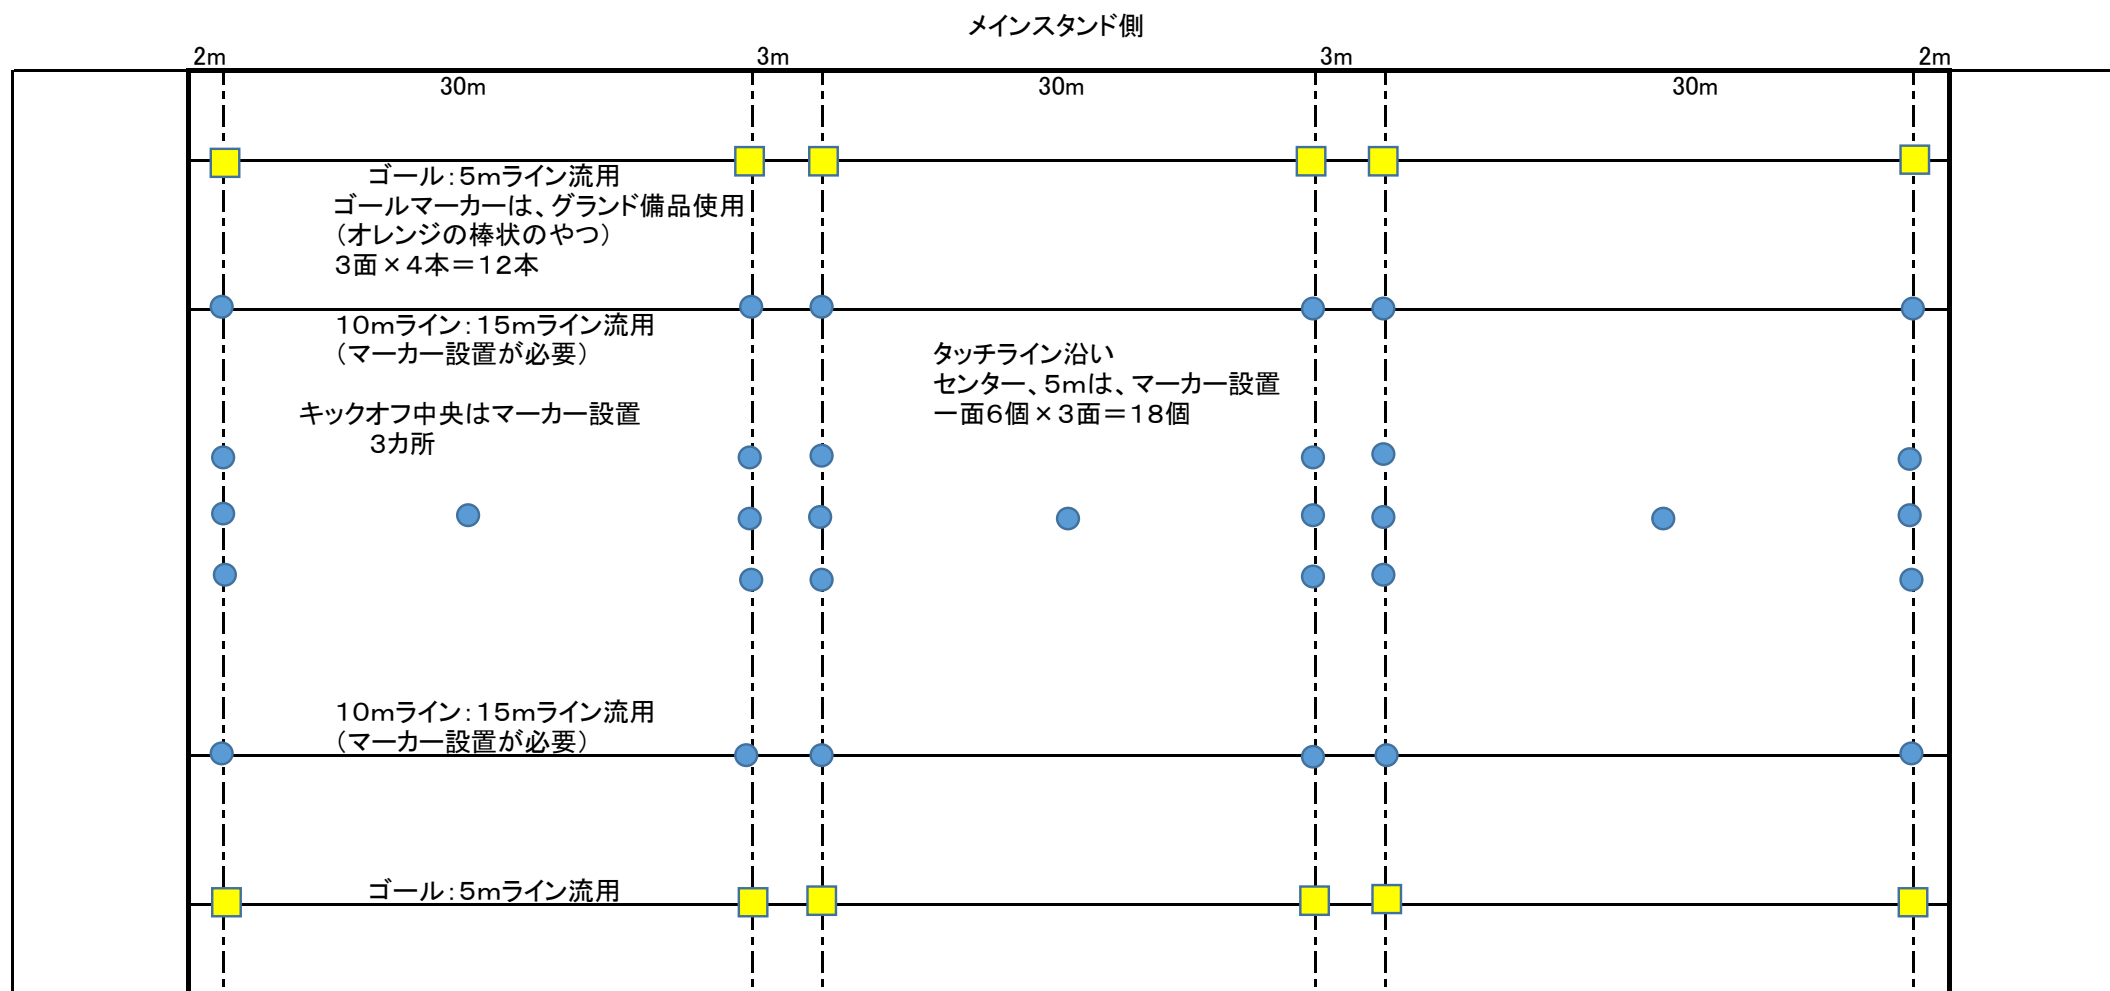 メインスタンド側
2m
3m
3m
2m
30m
30m
30m
ゴール：5mライン流用
ゴールマーカーは、グランド備品使用
（オレンジの棒状のやつ）
3面×4本＝12本
10mライン：15mライン流用
（マーカー設置が必要）
キックオフ中央はマーカー設置
3カ所
タッチライン沿い
センター、5mは、マーカー設置
一面6個×3面＝18個
10mライン：15mライン流用
（マーカー設置が必要）
ゴール：5mライン流用